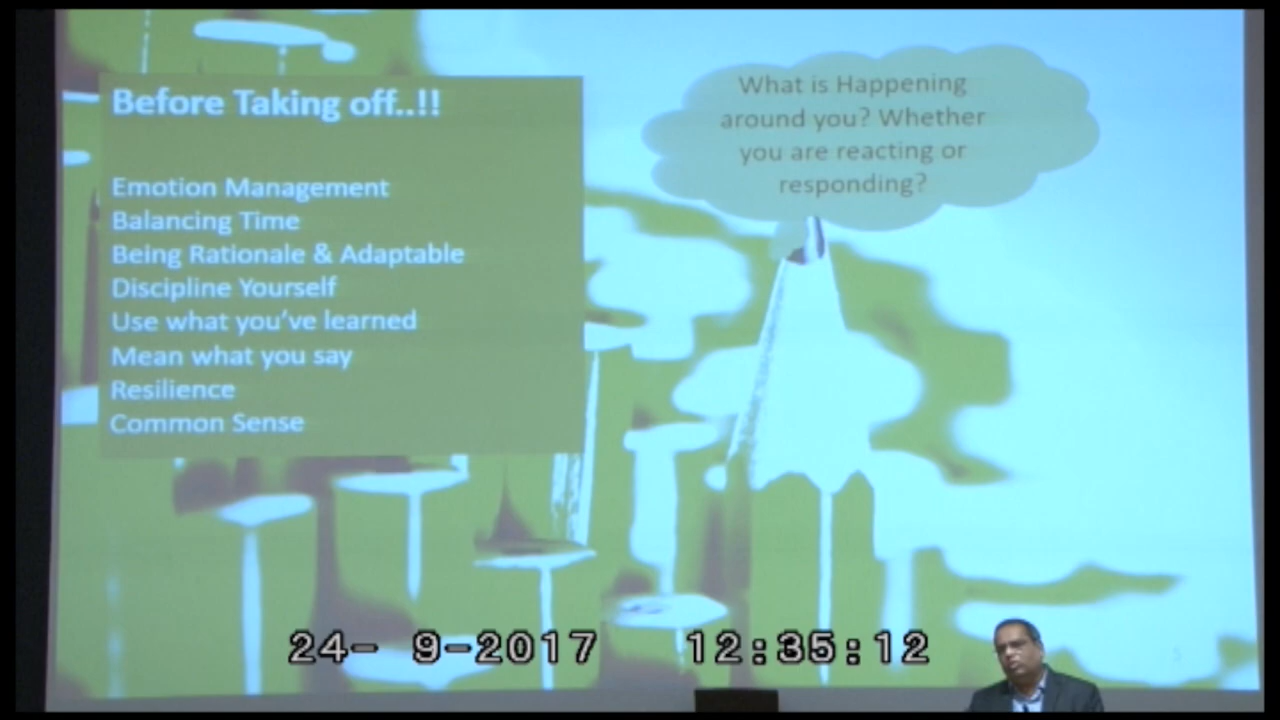 Before Taking off..!!
Emotion Management
Balancing Time
Being Rationale & Adaptable
Discipline Yourself
Use what you've learned
Mean what you say
Resilience
Common Sense
What is Happening
around you? Whether
you are reacting or
responding?
24- 9-2017 12:35:12